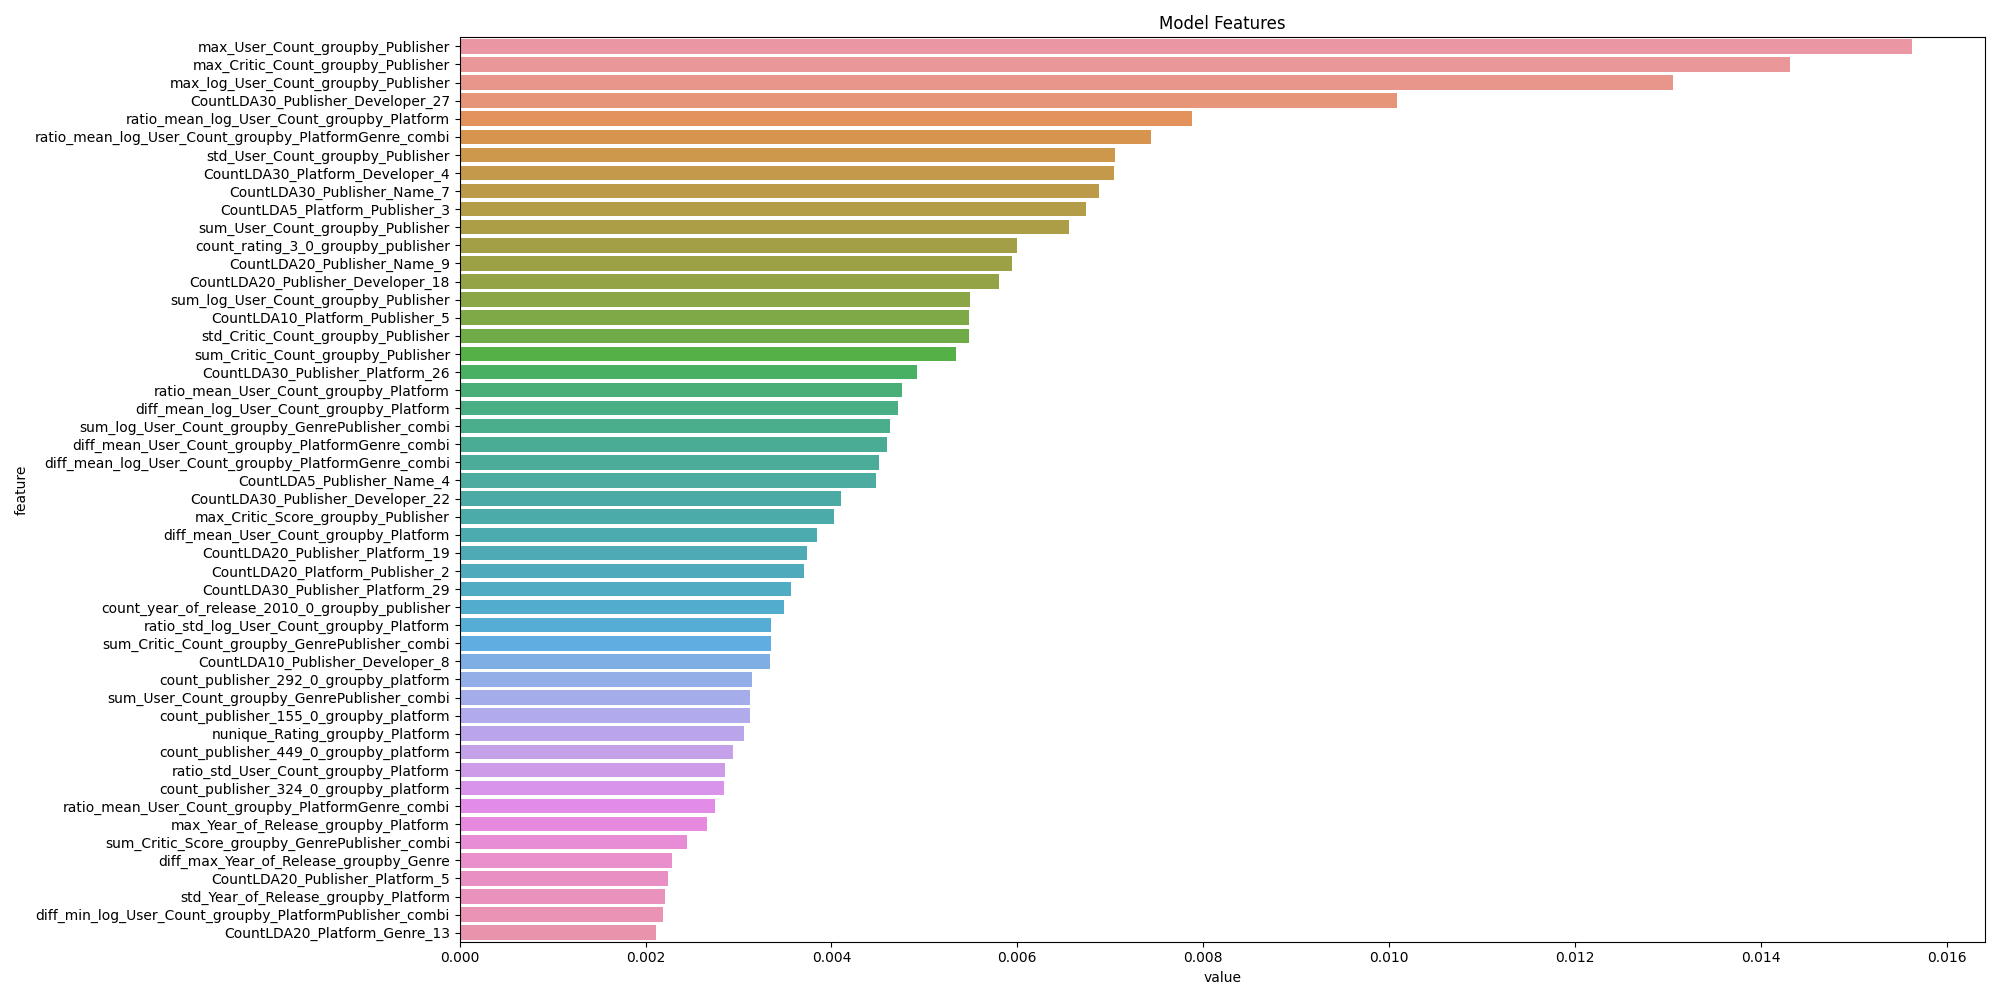 Model Features
max_User_Count_groupby_Publisher
max_Critic_Count_groupby_Publisher
max_log_User_Count_groupby_Publisher
CountLDA30_Publisher_Developer_27
ratio_mean_log_User_Count_groupby_Platform
ratio_mean_log_User_Count_groupby_PlatformGenre_combi
std_User_Count_groupby_Publisher
CountLDA30_Platform_Developer_4
CountLDA30_Publisher_Name_7
CountLDA5_Platform_Publisher_3
sum_User_Count_groupby_Publisher
count_rating_3_0_groupby_publisher
CountLDA20_Publisher_Name_9
CountLDA20_Publisher_Developer_18
sum_log_User_Count_groupby_Publisher
CountLDA10_Platform_Publisher_5
std_Critic_Count_groupby_Publisher
sum_Critic_Count_groupby_Publisher
CountLDA30_Publisher_Platform_26
ratio_mean_User_Count_groupby_Platform
diff_mean_log_User_Count_groupby_Platform
sum_log_User_Count_groupby_GenrePublisher_combi
diff_mean_User_Count_groupby_PlatformGenre_combi
diff_mean_log_User_Count_groupby_PlatformGenre_combi
CountLDA5_Publisher_Name_4
CountLDA30_Publisher_Developer_22
max_Critic_Score_groupby_Publisher
diff_mean_User_Count_groupby_Platform
CountLDA20_Publisher_Platform_19
CountLDA20_Platform_Publisher_2
CountLDA30_Publisher_Platform_29
count_year_of_release_2010_0_groupby_publisher
ratio_std_log_User_Count_groupby_Platform
sum_Critic_Count_groupby_GenrePublisher_combi
CountLDA10_Publisher_Developer_8
count_publisher_292_0_groupby_platform
sum_User_Count_groupby_GenrePublisher_combi
count_publisher_155_0_groupby_platform
nunique_Rating_groupby_Platform
count_publisher_449_0_groupby_platform
ratio_std_User_Count_groupby_Platform
count_publisher_324_0_groupby_platform
ratio_mean_User_Count_groupby_PlatformGenre_combi
max_Year_of_Release_groupby_Platform
sum_Critic_Score_groupby_GenrePublisher_combi
diff_max_Year_of_Release_groupby_Genre
CountLDA20_Publisher_Platform_5
std_Year_of_Release_groupby_Platform
diff_min_log_User_Count_groupby_PlatformPublisher_combi
CountLDA20_Platform_Genre_13
feature
0.000 0.002 0.004 0.006 0.008 0.010 0.012 0.014 0.016
value